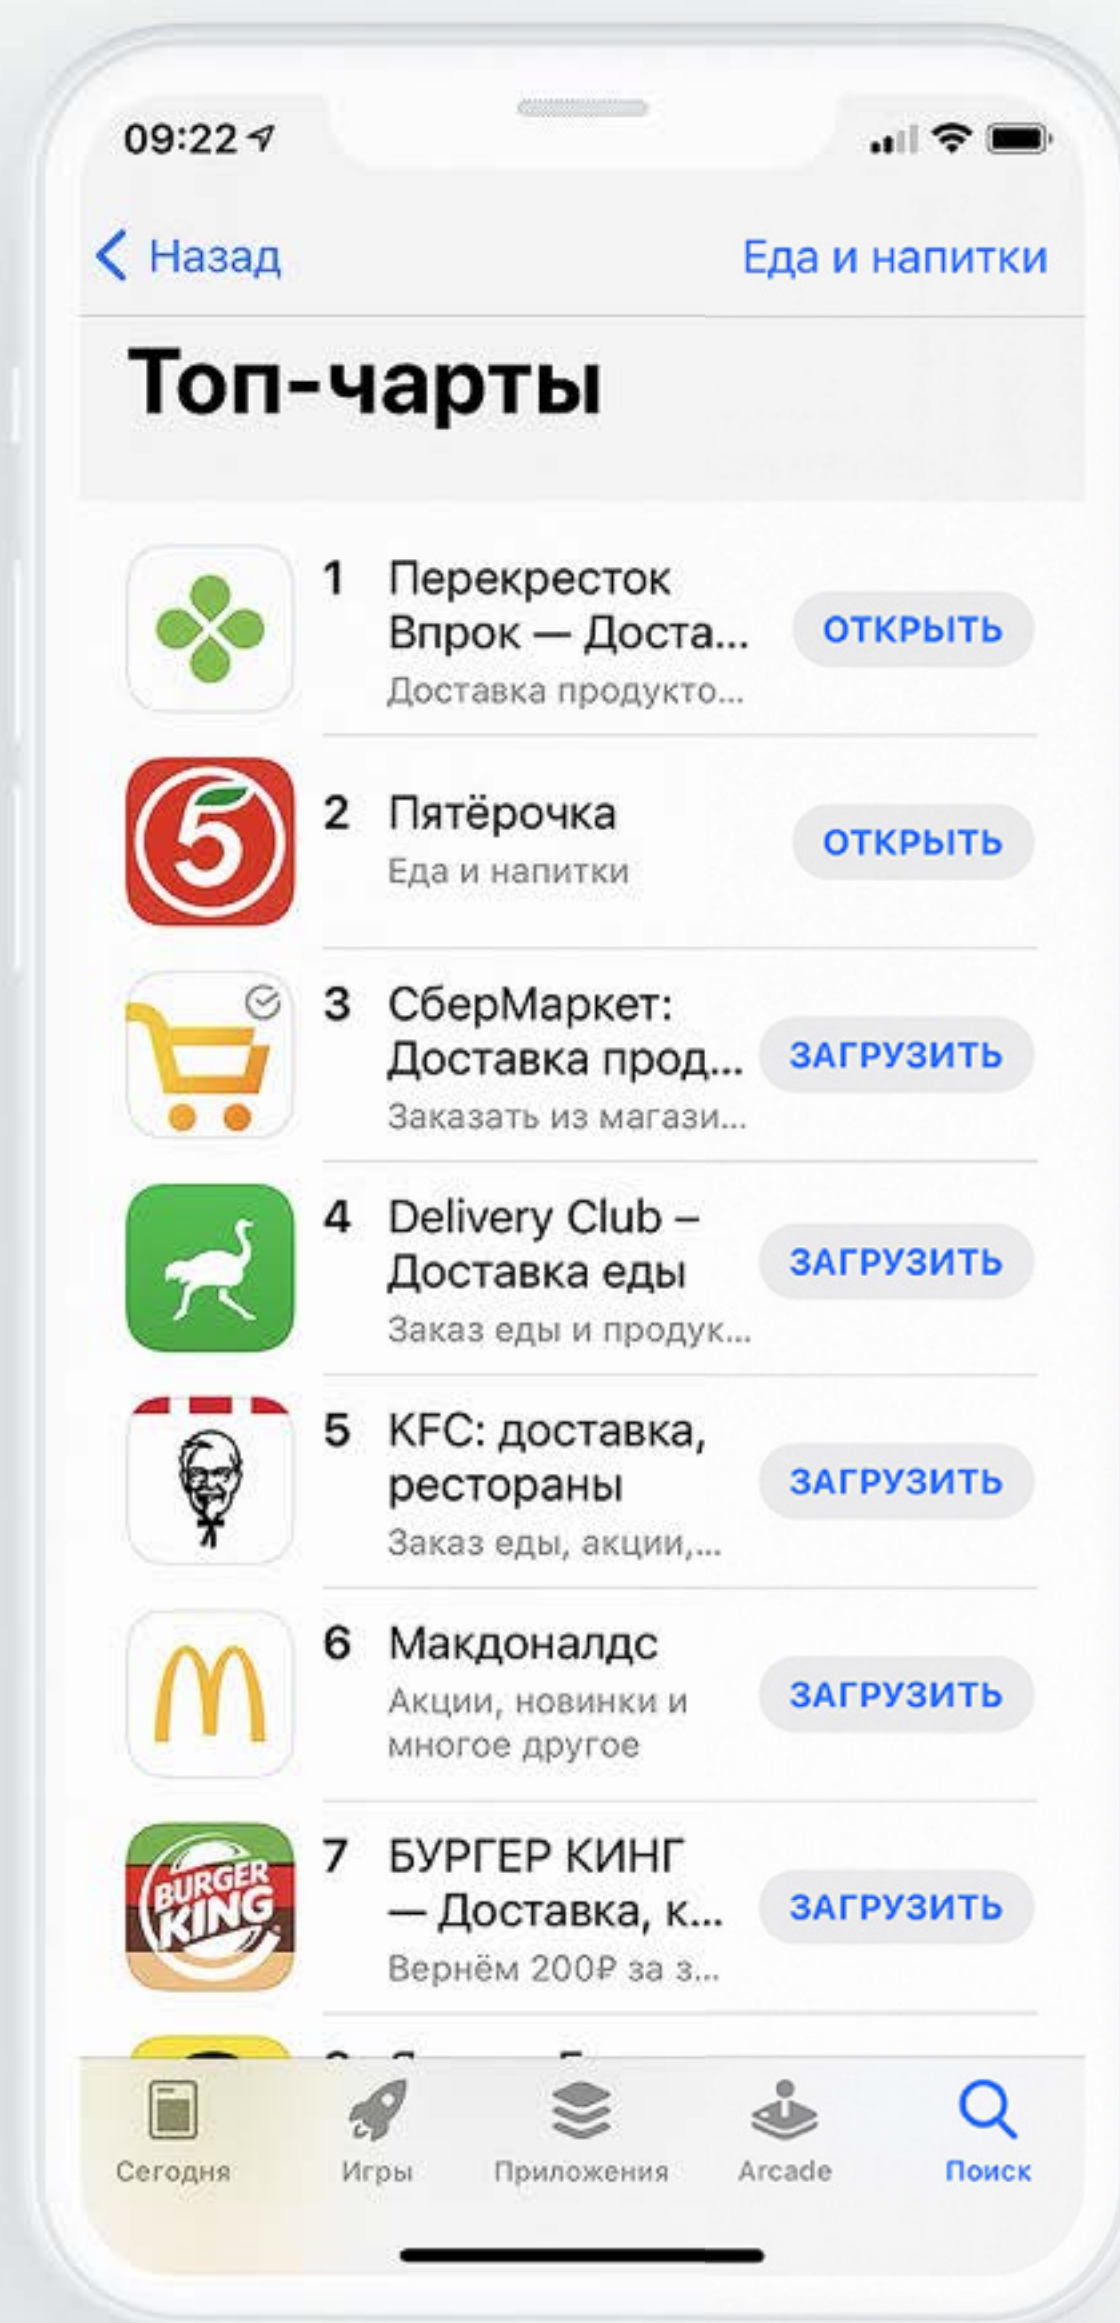 09:22
Назад
Еда и напитки
Топ-чарты
1 Перекресток
Впрок — Доста...
Доставка продукто...
ОТКРЫТЬ
5
2 Пятёрочка
Еда и напитки
ОТКРЫТЬ
3 СберМаркет:
Доставка прод...
Заказать из магази...
ЗАГРУЗИТЬ
4 Delivery Club –
Доставка еды
Заказ еды и продук...
ЗАГРУЗИТЬ
5 KFC: доставка,
рестораны
Заказ еды, акции,...
ЗАГРУЗИТЬ
6 Макдоналдс
Акции, новинки и
многое другое
ЗАГРУЗИТЬ
BURGER
KING
7 БУРГЕР КИНГ
— Доставка, к...
Вернём 200₽ за з...
ЗАГРУЗИТЬ
Сегодня
Игры
Приложения
Arcade
Поиск